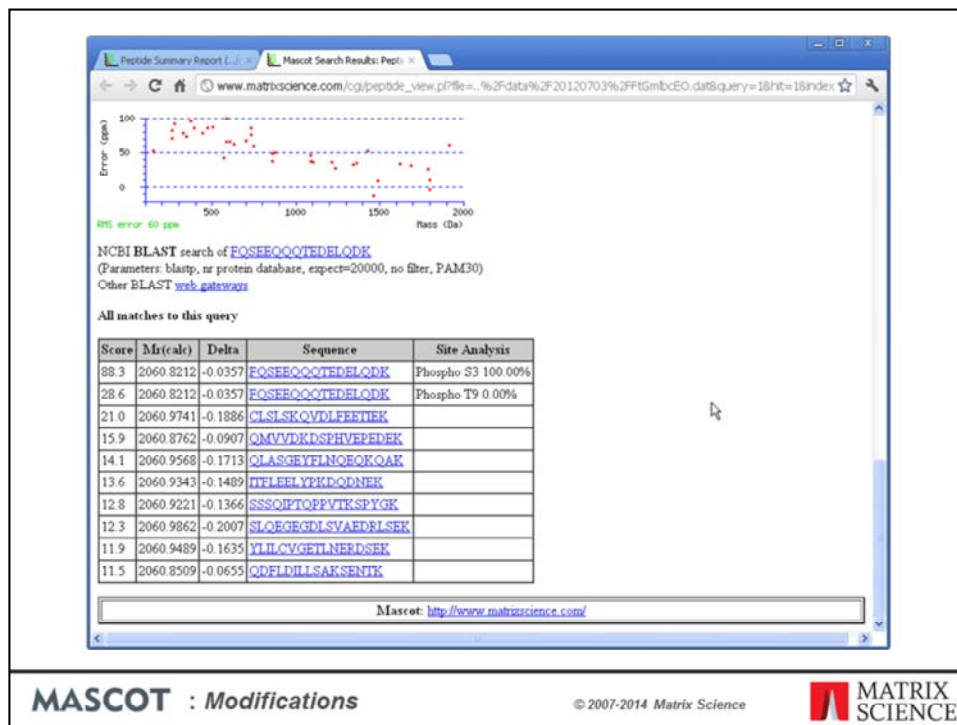 Peptide Summary Report (.../
Mascot Search Results: Pepti
www.matrixscience.com/cgi/peptide_view.pl?file=..%2Fdata%2F20120703%2FFtGmlbcEO.dat&query=1&hit=1&index
100
50
0
Error (ppm)
500 1000 1500 2000
RMS error 60 ppm
Mass (Da)
NCBI BLAST search of FQSEEQQQTEDELQDK
(Parameters: blastp, nr protein database, expect=20000, no filter, PAM30)
Other BLAST web gateways
All matches to this query
Score Mr(calc) Delta Sequence Site Analysis
88.3 2060.8212 -0.0357 FQSEEQQQTEDELQDK Phospho S3 100.00%
28.6 2060.8212 -0.0357 FQSEEQQQTEDELQDK Phospho T9 0.00%
21.0 2060.9741 -0.1886 CLSLSKQVDLFEETIEK
15.9 2060.8762 -0.0907 QMVVDKDSPHVEPEDEK
14.1 2060.9568 -0.1713 QLASGEYFLNQEQKQAK
13.6 2060.9343 -0.1489 ITFLEELYPKDQDNEK
12.8 2060.9221 -0.1366 SSSQIPTQPPVTKSPYGK
12.3 2060.9862 -0.2007 SLQEGEGDLSVAEDRLSEK
11.9 2060.9489 -0.1635 YLILCVGETLNERDSEK
11.5 2060.8509 -0.0655 QDFLDILLSAKSENTK
Mascot: http://www.matrixscience.com/
MASCOT : Modifications
© 2007-2014 Matrix Science
MATRIX
SCIENCE